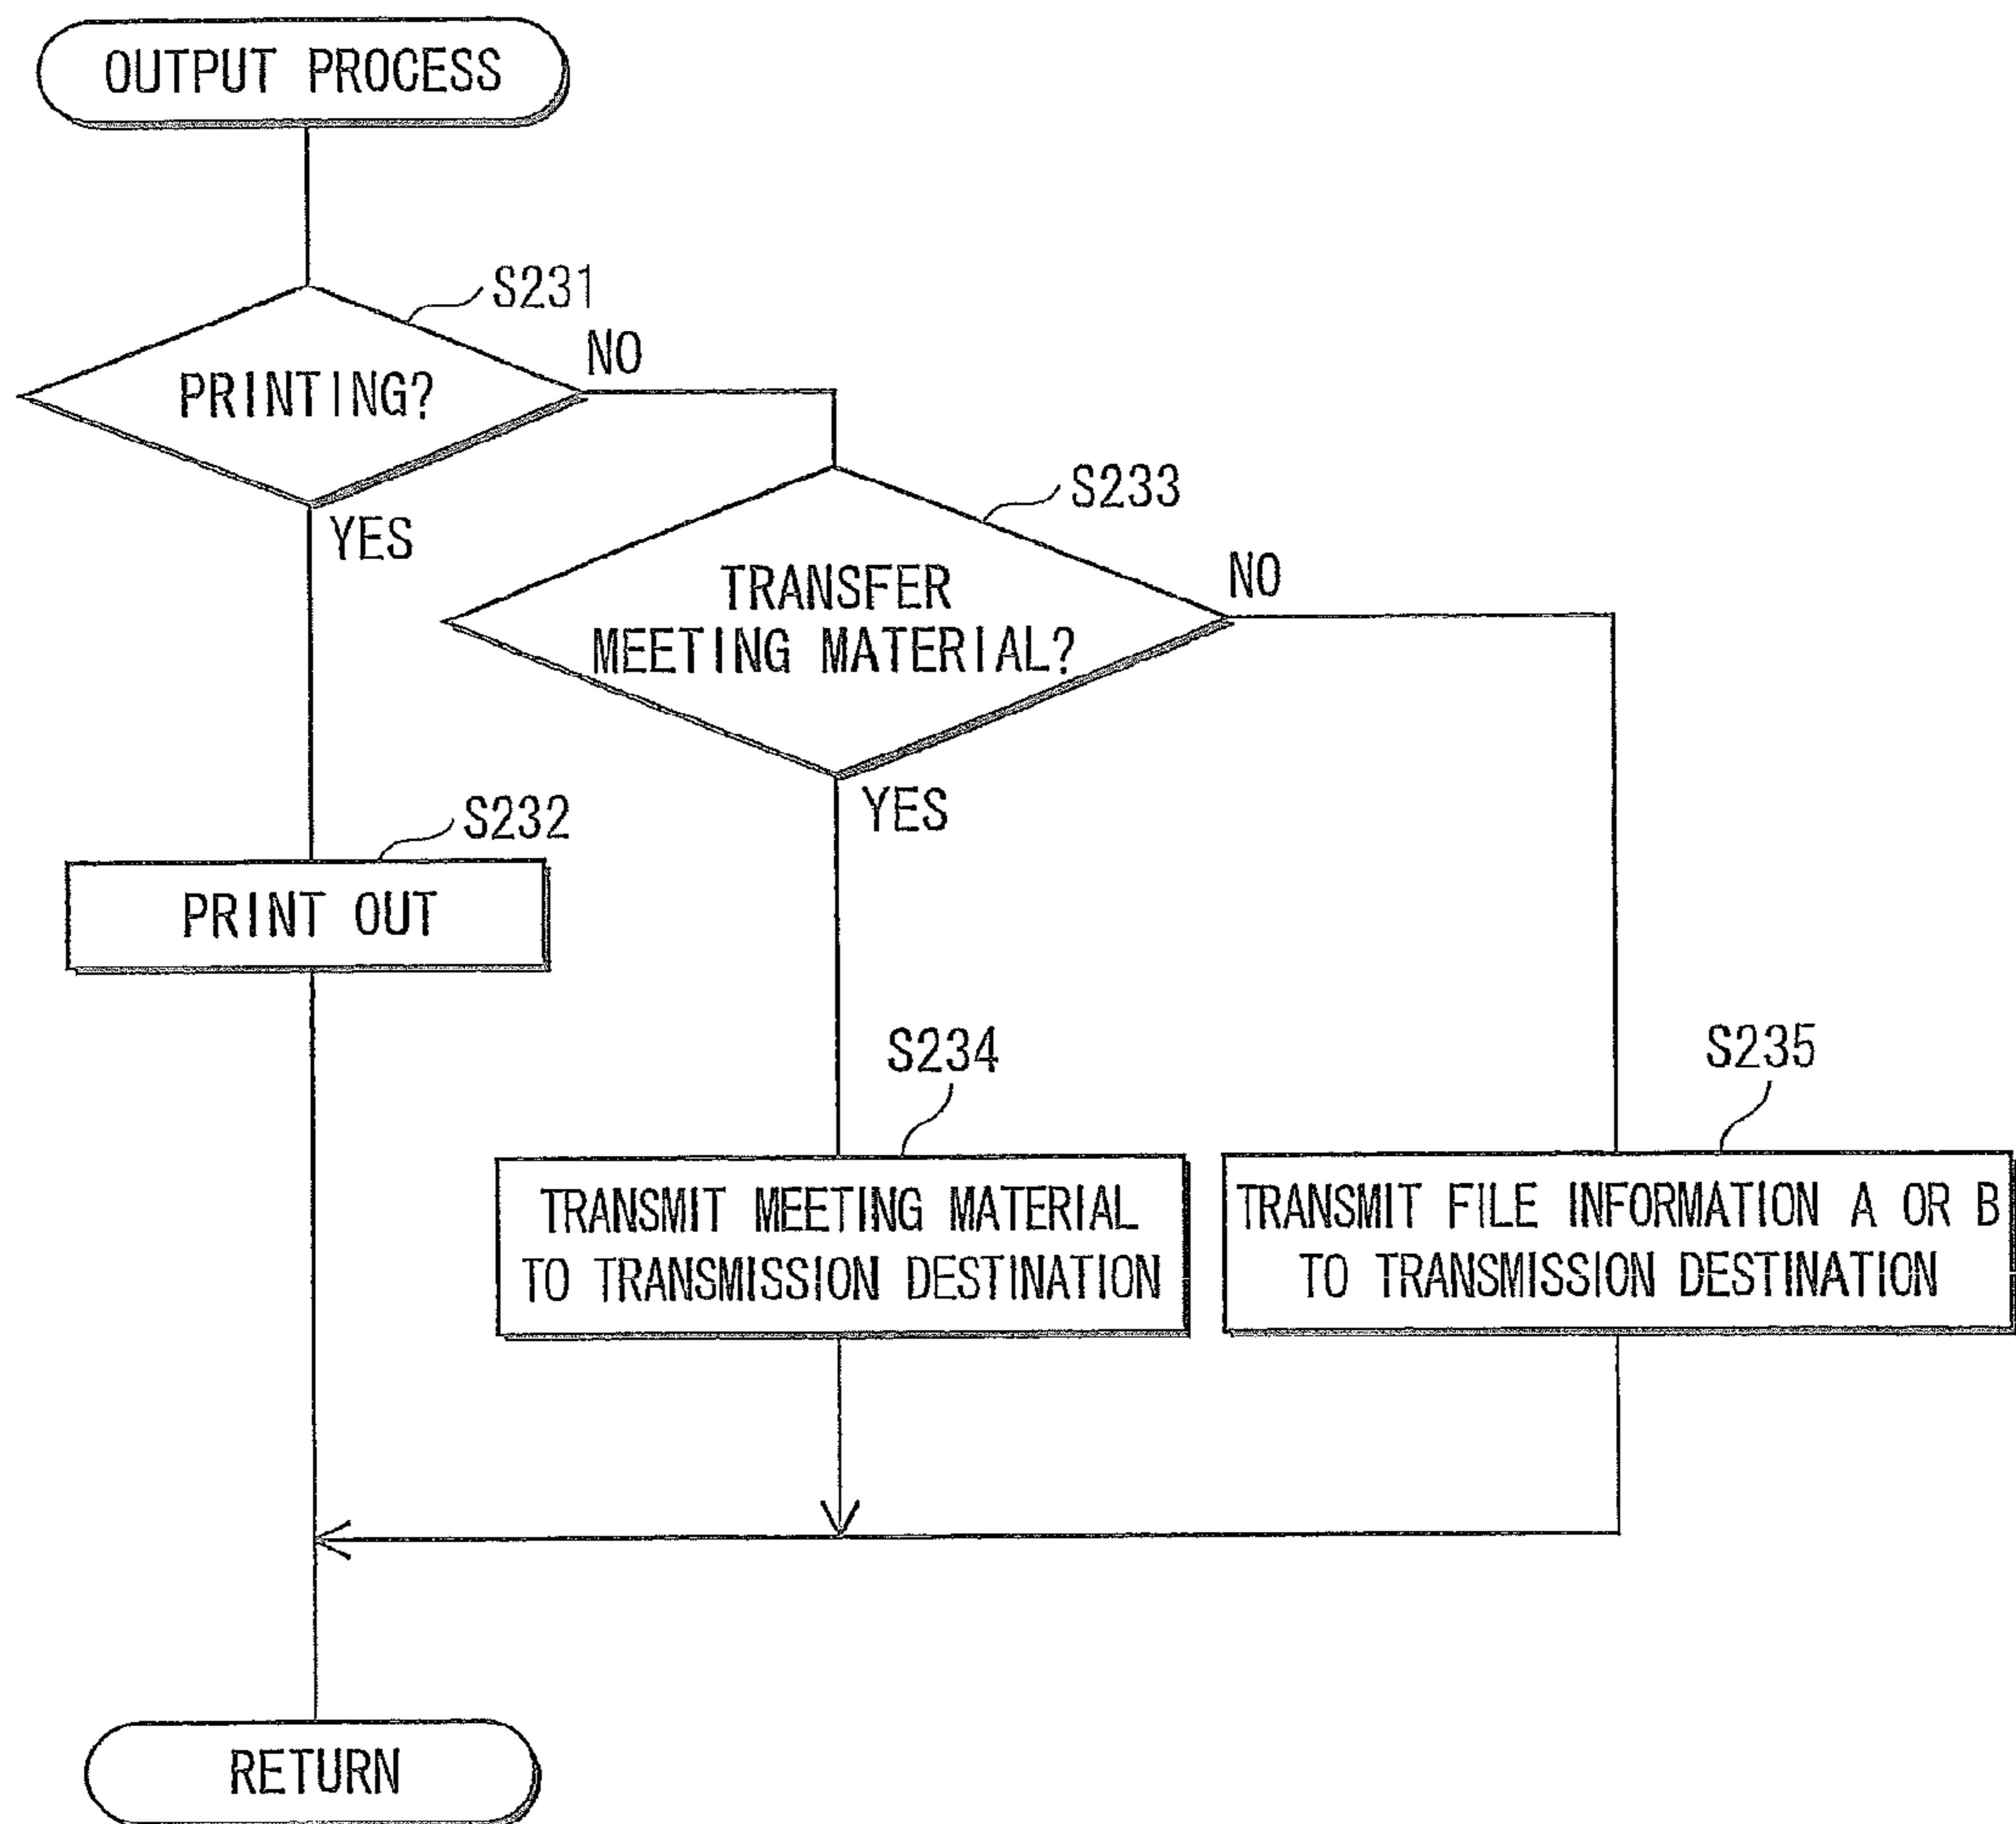 OUTPUT PROCESS
S231
PRINTING?
NO
YES
S233
TRANSFER
MEETING MATERIAL?
NO
YES
S232
PRINT OUT
S234
TRANSMIT MEETING MATERIAL
TO TRANSMISSION DESTINATION
S235
TRANSMIT FILE INFORMATION A OR B
TO TRANSMISSION DESTINATION
RETURN